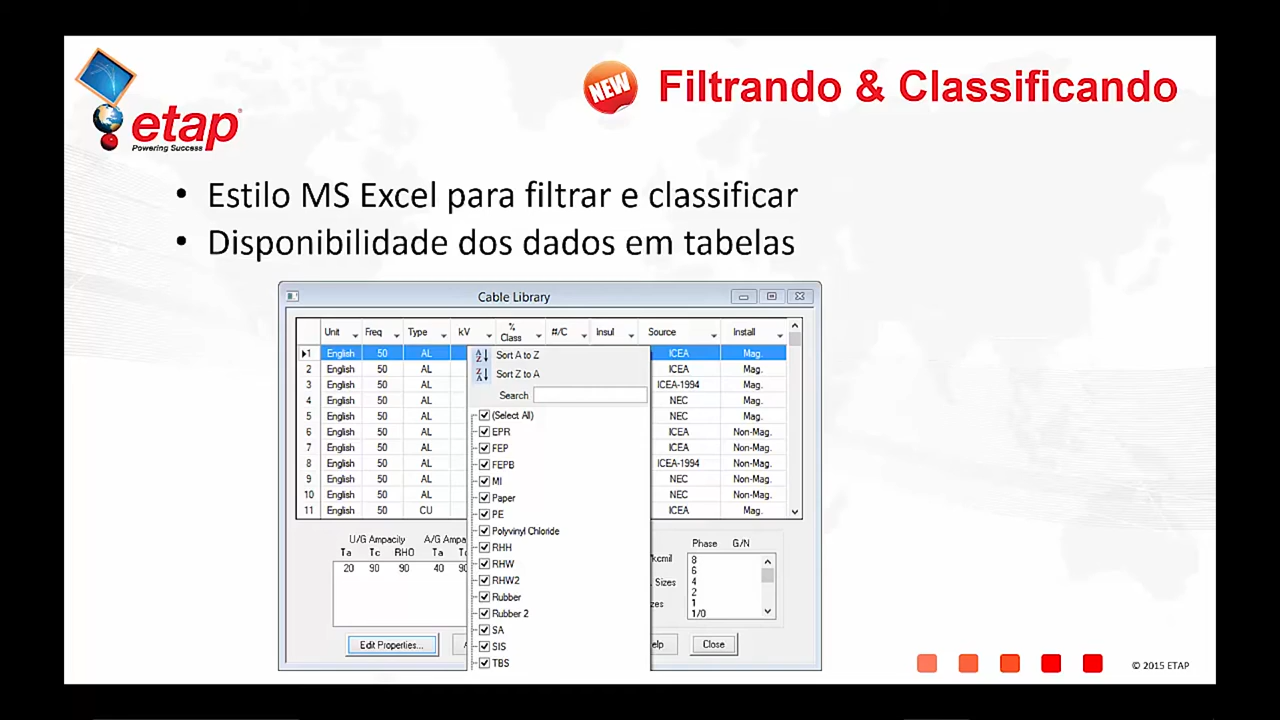 etap
Powering Success
NEW
Filtrando & Classificando
• Estilo MS Excel para filtrar e classificar
• Disponibilidade dos dados em tabelas
Cable Library
Unit Freq Type kV % Class #/C Insul Source Install
1 English 50 AL ICEA Mag.
2 English 50 AL ICEA Mag.
3 English 50 AL ICEA-1994 Mag.
4 English 50 AL NEC Mag.
5 English 50 AL NEC Mag.
6 English 50 AL ICEA Non-Mag.
7 English 50 AL ICEA Non-Mag.
8 English 50 AL ICEA-1994 Non-Mag.
9 English 50 AL NEC Non-Mag.
10 English 50 AL NEC Non-Mag.
11 English 50 CU ICEA Mag.
Sort A to Z
Sort Z to A
Search
(Select All)
EPR
FEP
FEPB
MI
Paper
PE
Polyvinyl Chloride
RHH
RHW
RHW2
Rubber
Rubber 2
SA
SIS
TBS
U/G Ampacity A/G Ampa
Ta Tc RHO Ta
20 90 90 40 90
Phase G/N
kcmil
Sizes
zes
8
6
4
2
1
1/0
Edit Properties...
elp
Close
© 2015 ETAP